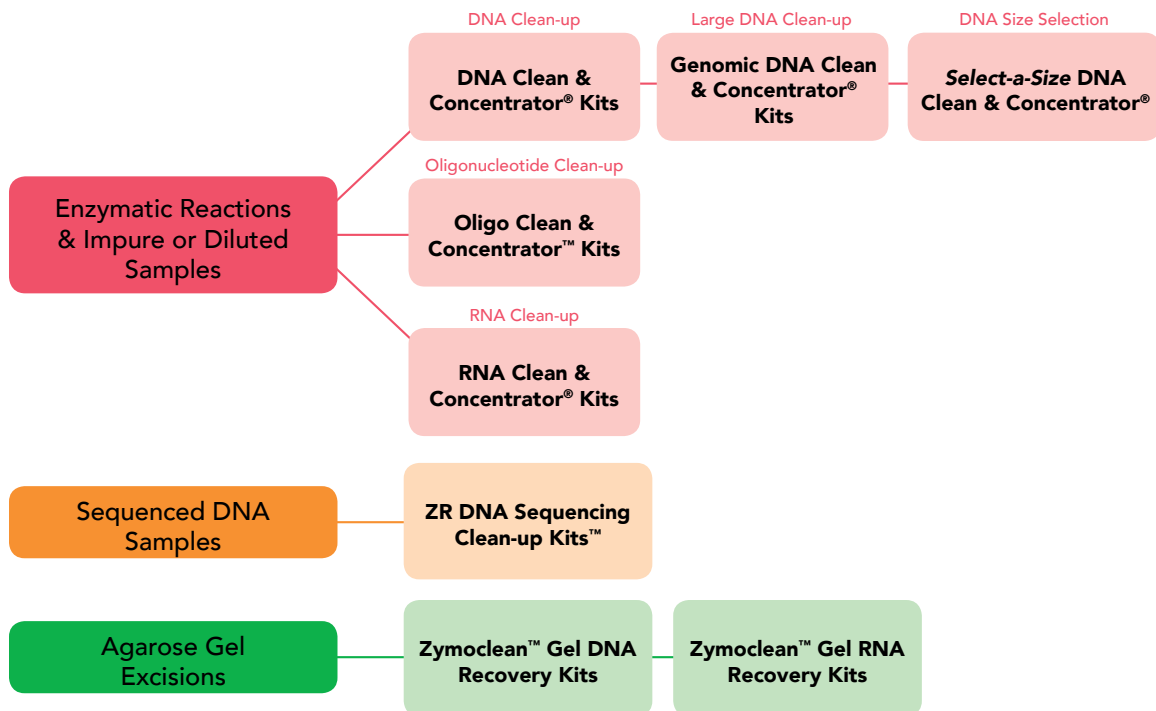 DNA Clean-up
Large DNA Clean-up
DNA Size Selection
DNA Clean &
Concentrator® Kits
Genomic DNA Clean
& Concentrator®
Kits
Select-a-Size DNA
Clean & Concentrator®
Enzymatic Reactions
& Impure or Diluted
Samples
Oligonucleotide Clean-up
Oligo Clean &
Concentrator™ Kits
RNA Clean-up
RNA Clean &
Concentrator® Kits
Sequenced DNA
Samples
ZR DNA Sequencing
Clean-up Kits™
Agarose Gel
Excisions
Zymoclean™ Gel DNA
Recovery Kits
Zymoclean™ Gel RNA
Recovery Kits